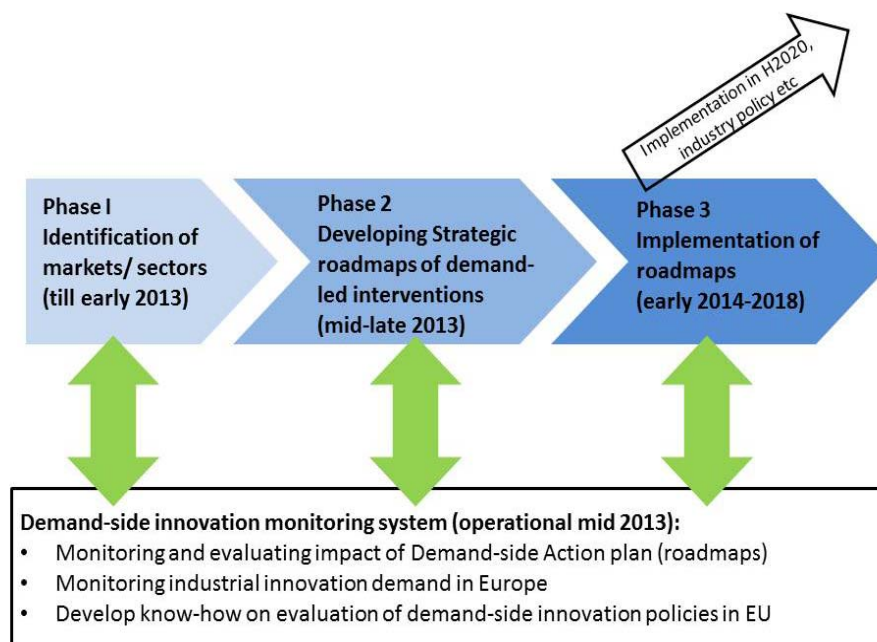 Implementation in H2020,
industry policy etc
Phase I
Identification of
markets/ sectors
(till early 2013)
Phase 2
Developing Strategic
roadmaps of demand-
led interventions
(mid-late 2013)
Phase 3
Implementation of
roadmaps
(early 2014-2018)
Demand-side innovation monitoring system (operational mid 2013):
• Monitoring and evaluating impact of Demand-side Action plan (roadmaps)
• Monitoring industrial innovation demand in Europe
• Develop know-how on evaluation of demand-side innovation policies in EU